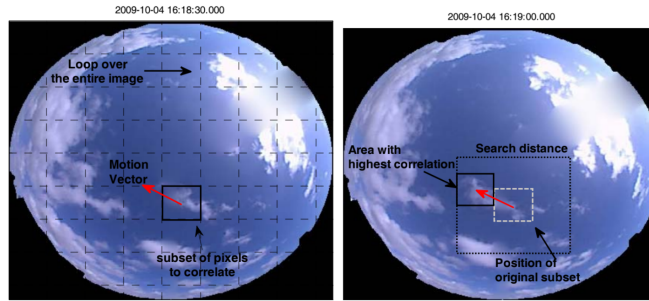 2009-10-04 16:18:30.000
Loop over
the entire image
Motion
Vector
subset of pixels
to correlate
2009-10-04 16:19:00.000
Search distance
Area with
highest correlation
Position of
original subset